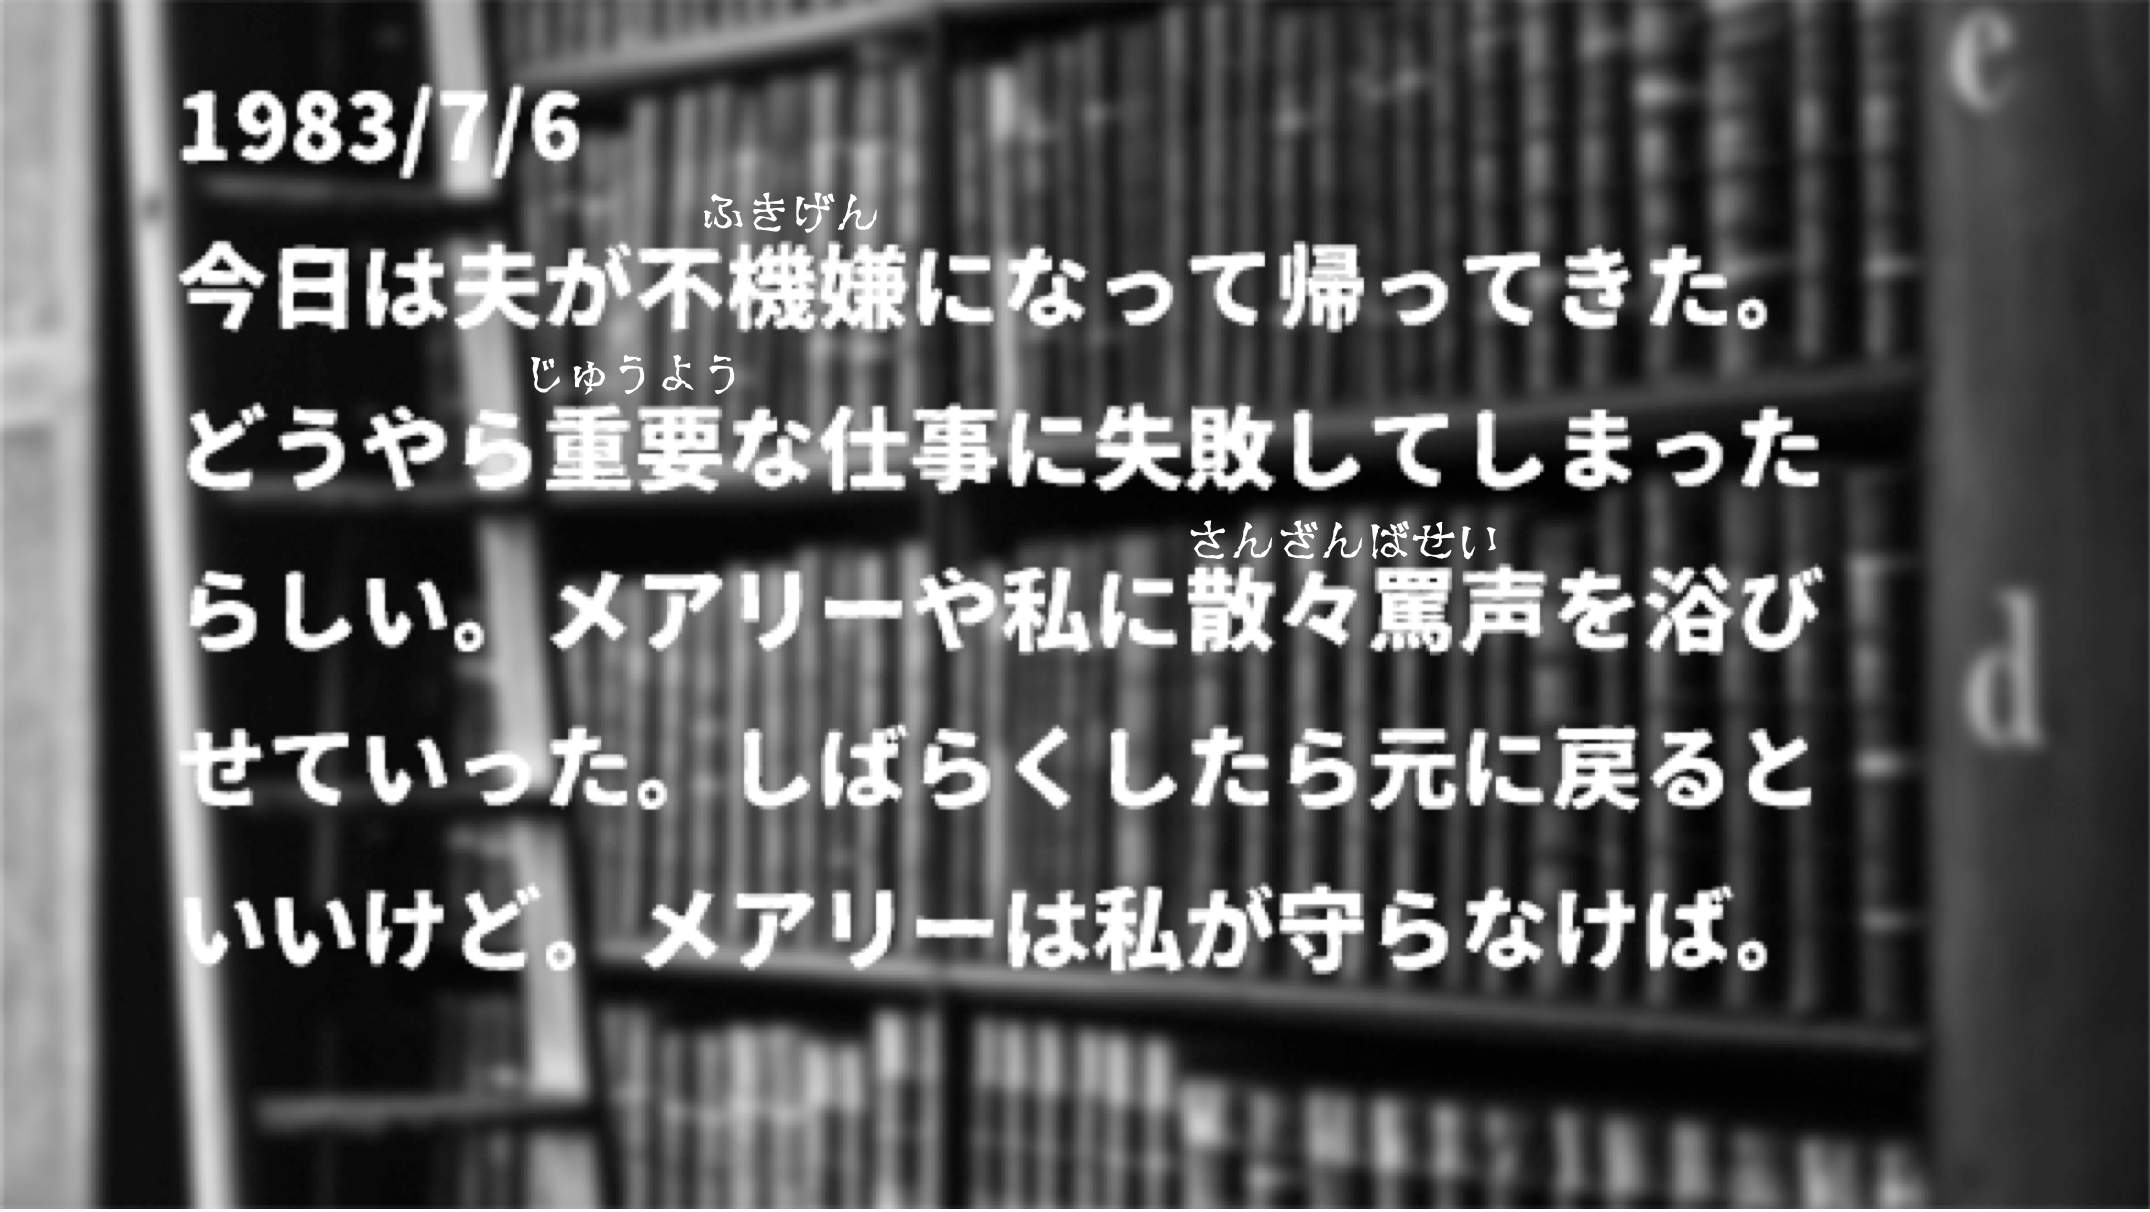 1983/7/6
ふきげん
今日は夫が不機嫌になって帰ってきた。
じゅうよう
どうやら重要な仕事に失敗してしまった
さんざんばせい
らしい。メアリーや私に散々罵声を浴び
せていった。しばらくしたら元に戻ると
いいけど。メアリーは私が守らなければ。
e
d